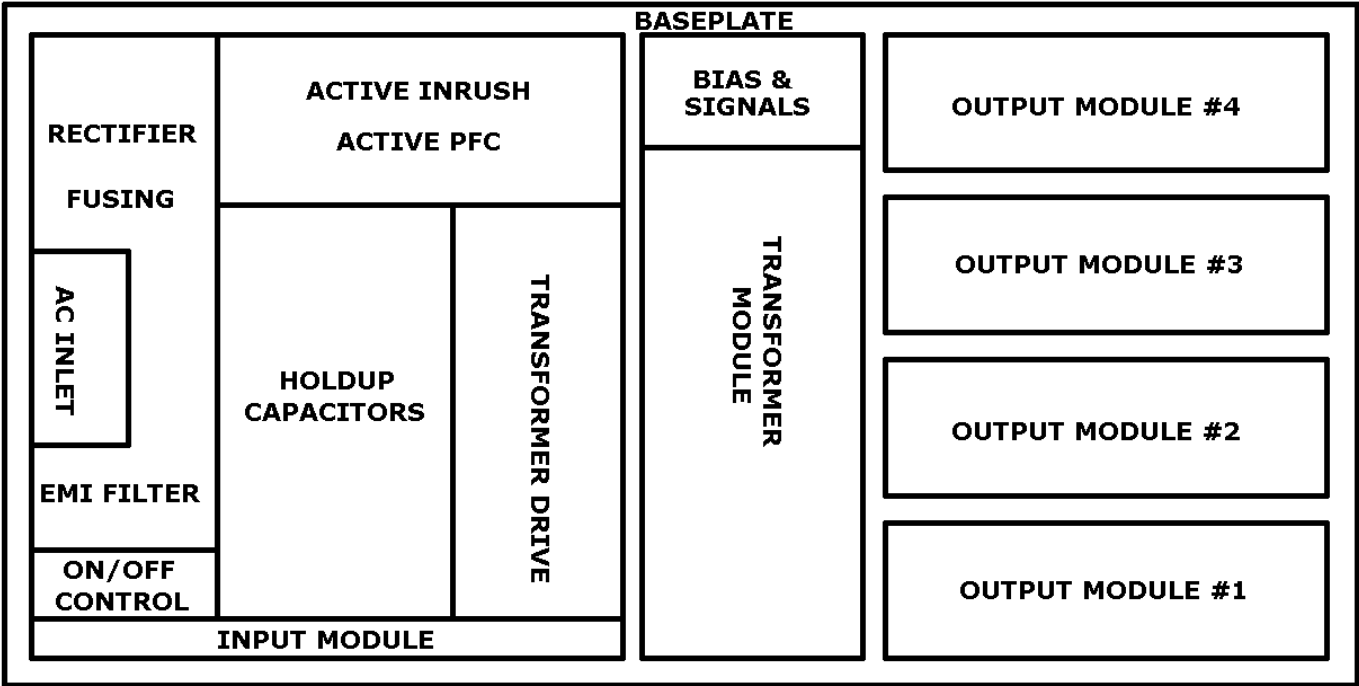 BASEPLATE
RECTIFIER
FUSING
AC INLET
EMI FILTER
ON/OFF
CONTROL
ACTIVE INRUSH
ACTIVE PFC
HOLDUP
CAPACITORS
TRANSFORMER DRIVE
INPUT MODULE
BIAS &
SIGNALS
TRANSFORMER
MODULE
OUTPUT MODULE #4
OUTPUT MODULE #3
OUTPUT MODULE #2
OUTPUT MODULE #1